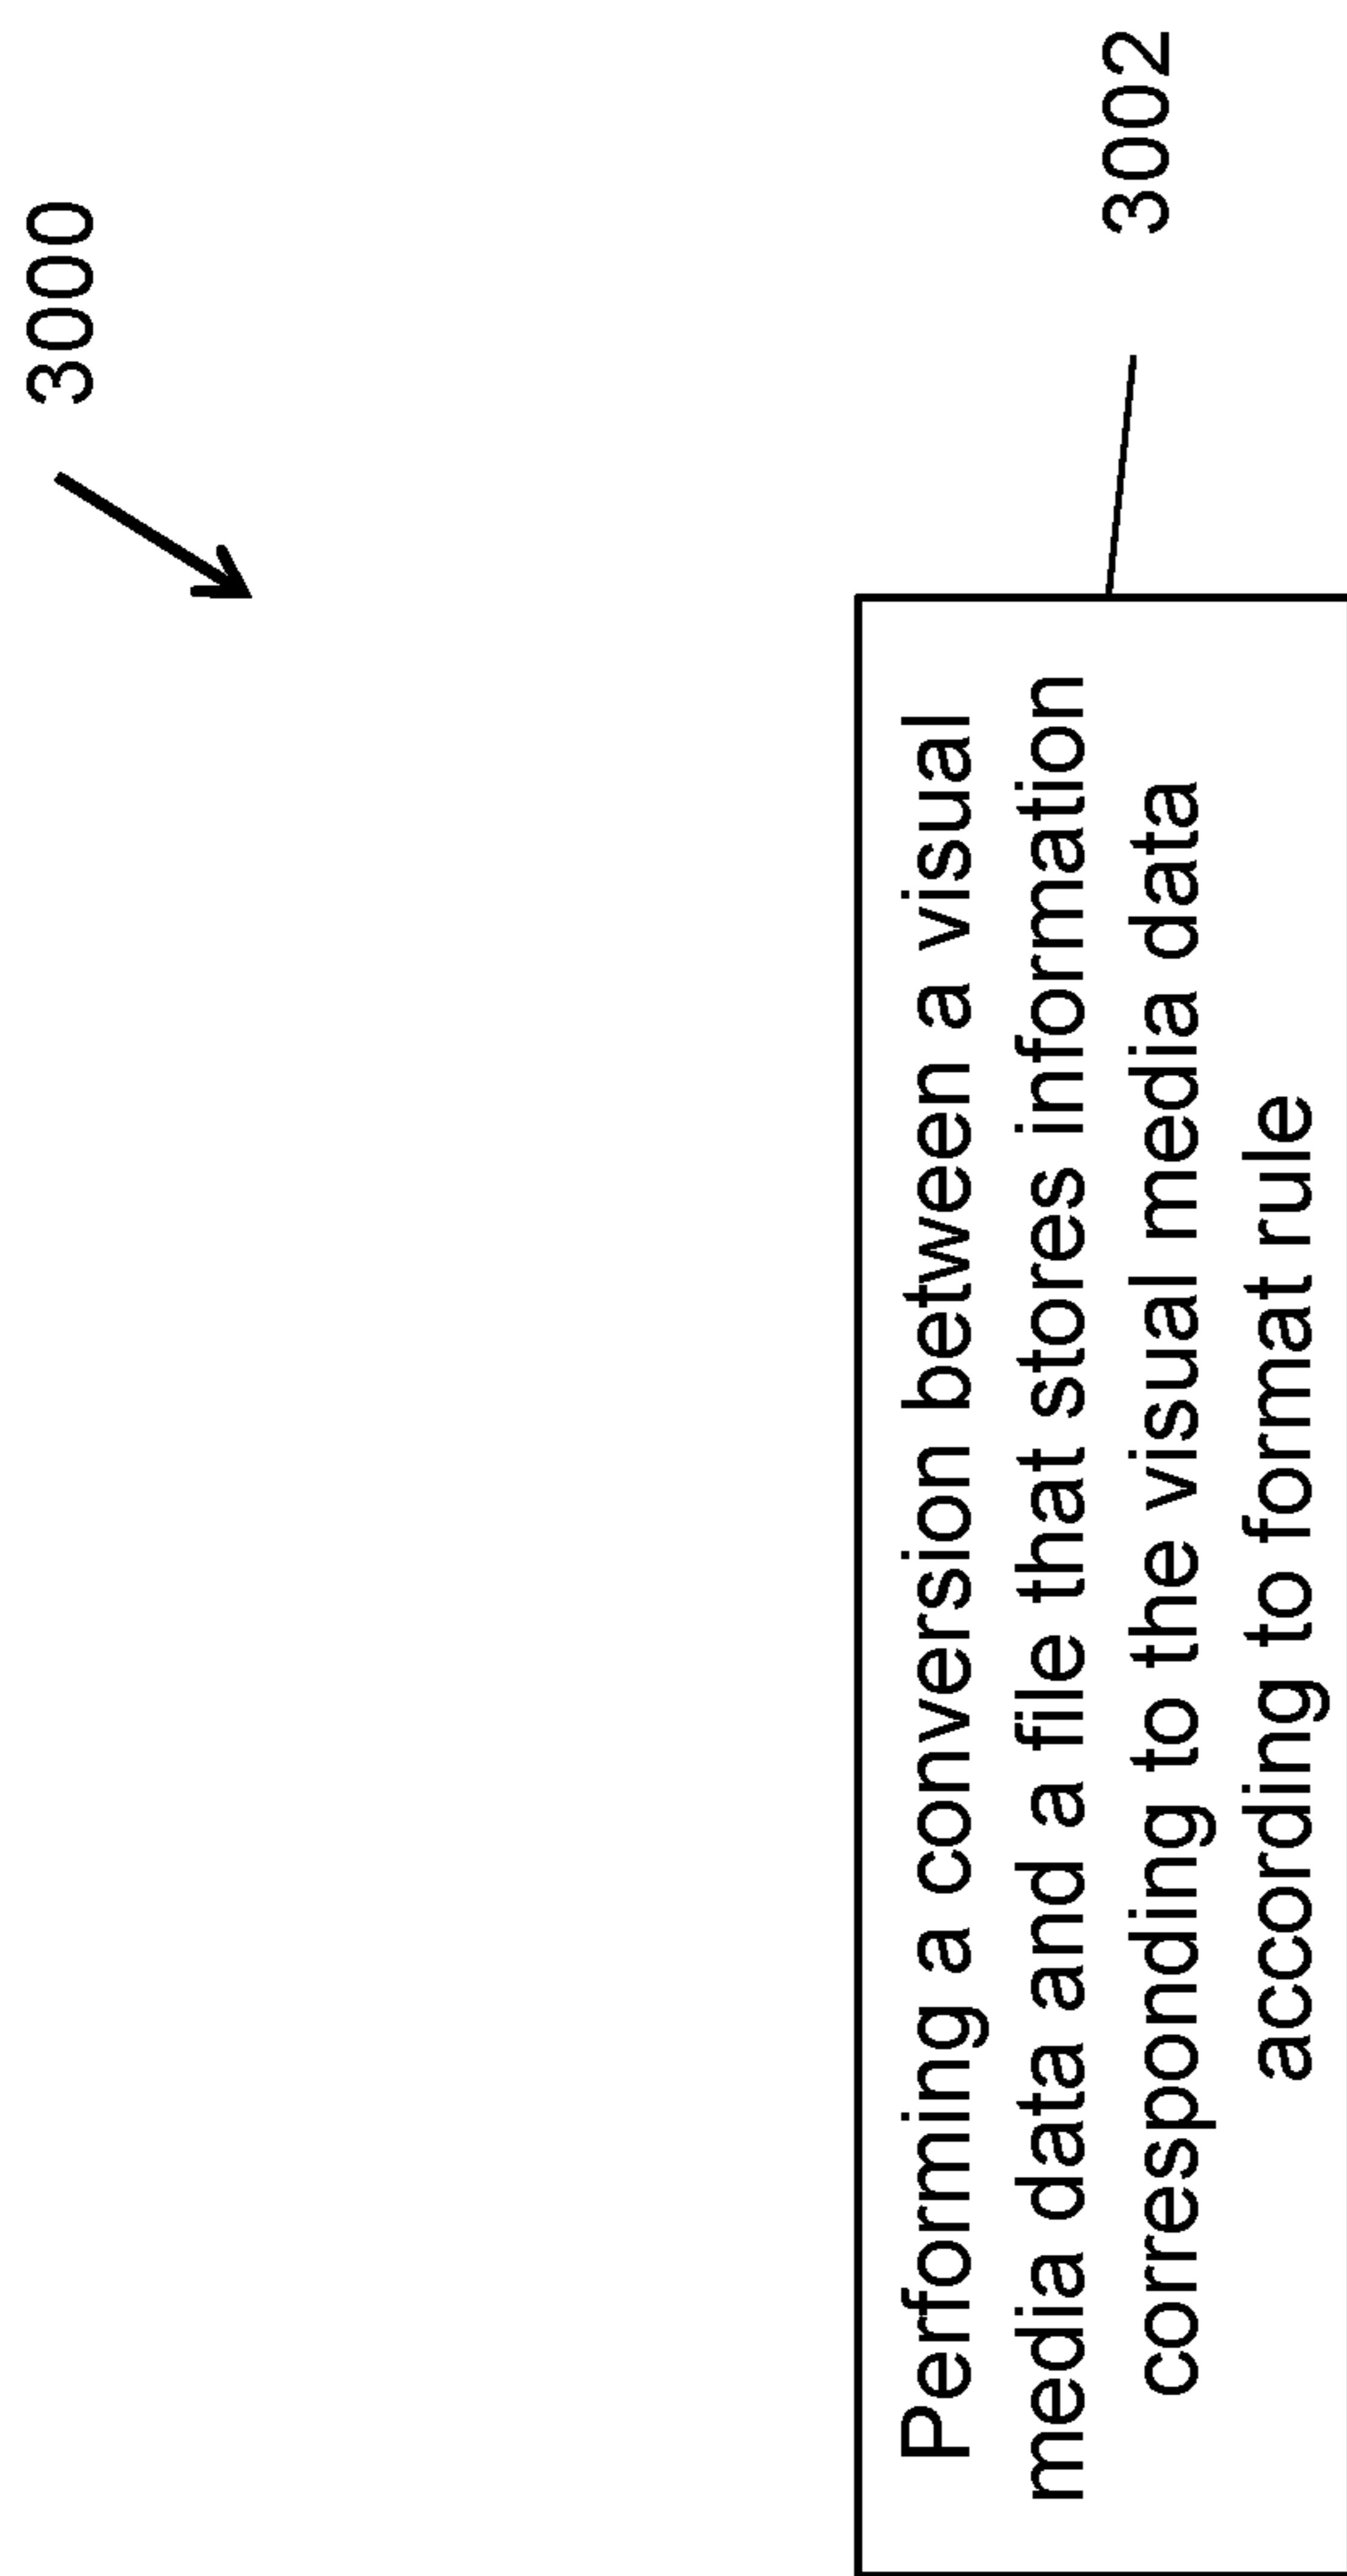 3000
3002
Performing a conversion between a visual
media data and a file that stores information
corresponding to the visual media data
according to format rule